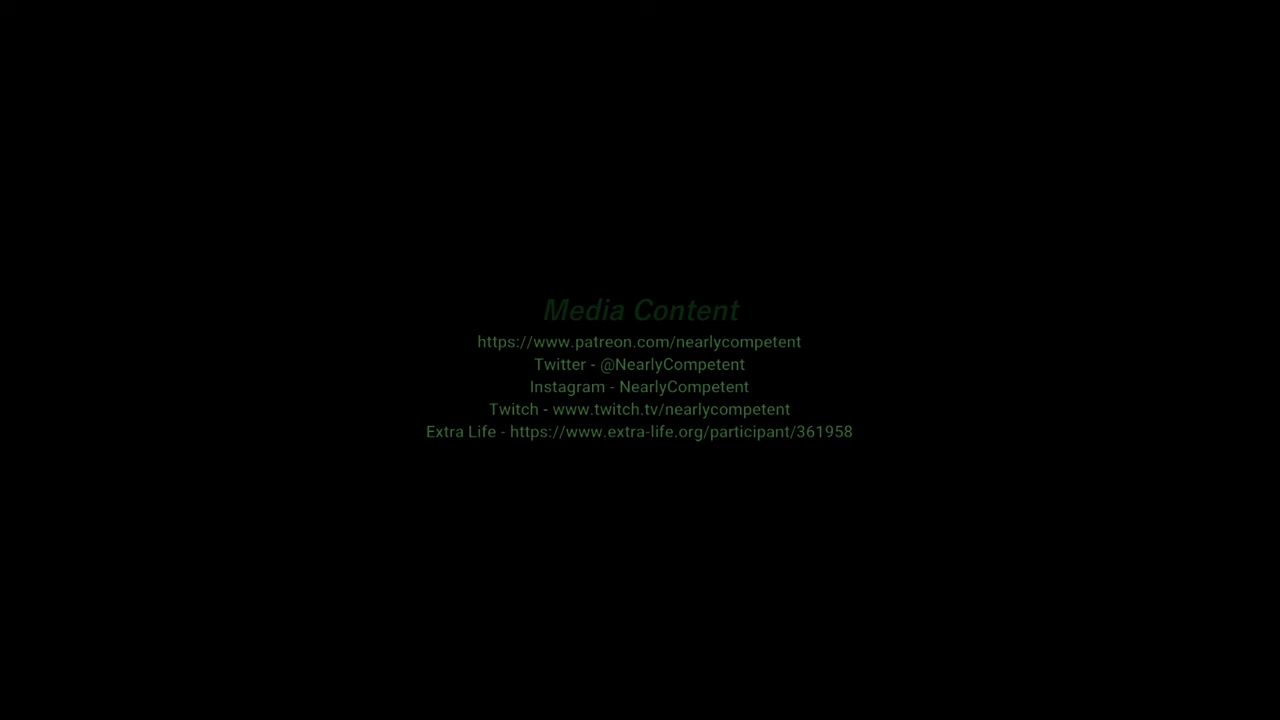 Media Content
https://www.patreon.com/nearlycompetent
Twitter - @NearlyCompetent
Instagram - NearlyCompetent
Twitch - www.twitch.tv/nearlycompetent
Extra Life - https://www.extra-life.org/participant/361958